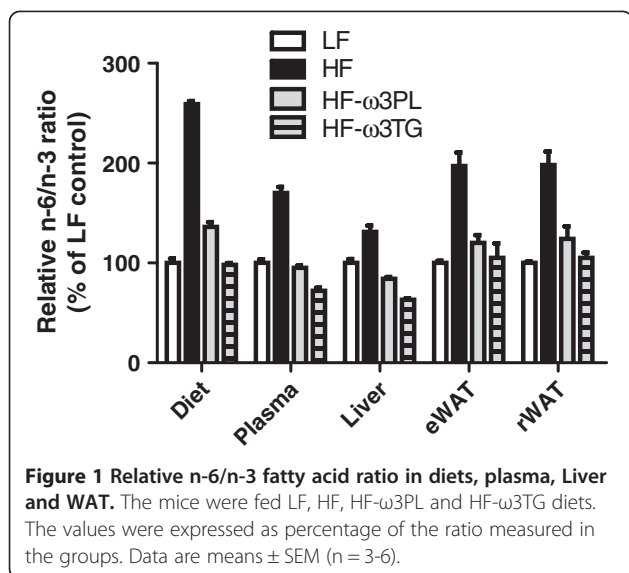 LF
HF
HF-ω3PL
HF-ω3TG
Relative n-6/n-3 ratio
(% of LF control)
300
200
100
0
Diet
Plasma
Liver
eWAT
rWAT
Figure 1 Relative n-6/n-3 fatty acid ratio in diets, plasma, Liver
and WAT. The mice were fed LF, HF, HF-ω3PL and HF-ω3TG diets.
The values were expressed as percentage of the ratio measured in
the groups. Data are means ± SEM (n = 3-6).